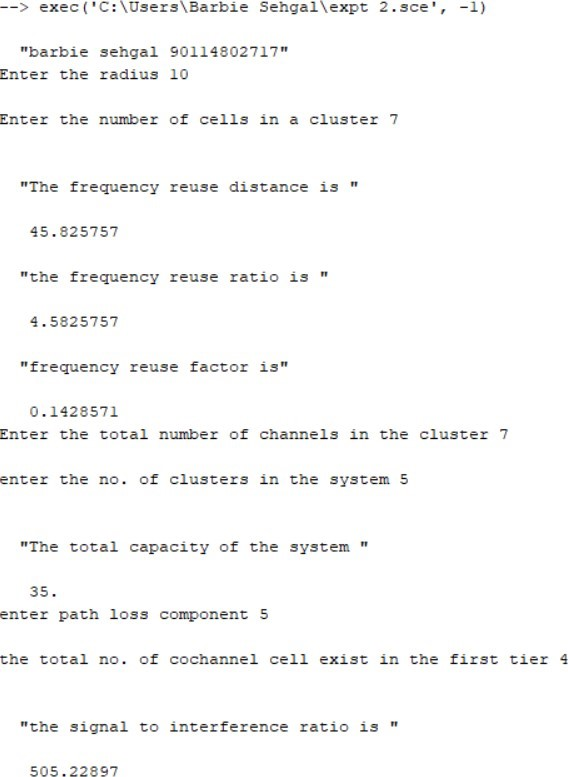 --> exec('C:\Users\Barbie Sehgal\expt 2.sce', -1)
"barbie sehgal 90114802717"
Enter the radius 10
Enter the number of cells in a cluster 7
"The frequency reuse distance is "
45.825757
"the frequency reuse ratio is "
4.5825757
"frequency reuse factor is"
0.1428571
Enter the total number of channels in the cluster 7
enter the no. of clusters in the system 5
"The total capacity of the system "
35.
enter path loss component 5
the total no. of cochannel cell exist in the first tier 4
"the signal to interference ratio is "
505.22897